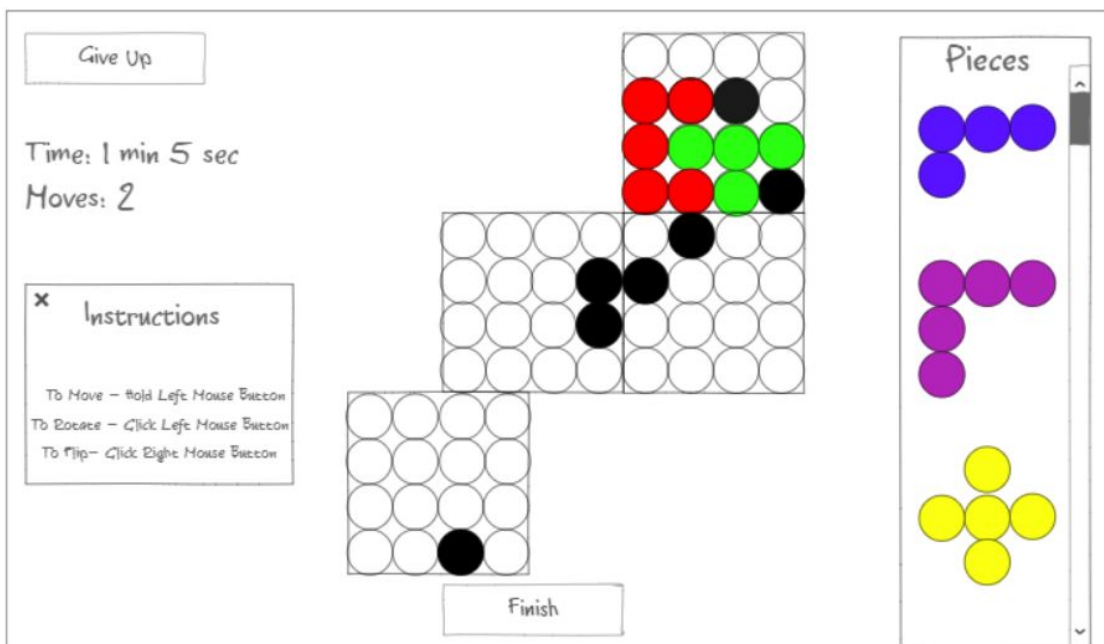 Give Up
Pieces
Time: 1 min 5 sec
Moves: 2
× Instructions
To Move – Hold Left Mouse Button
To Rotate – Click Left Mouse Button
To Flip– Click Right Mouse Button
Finish